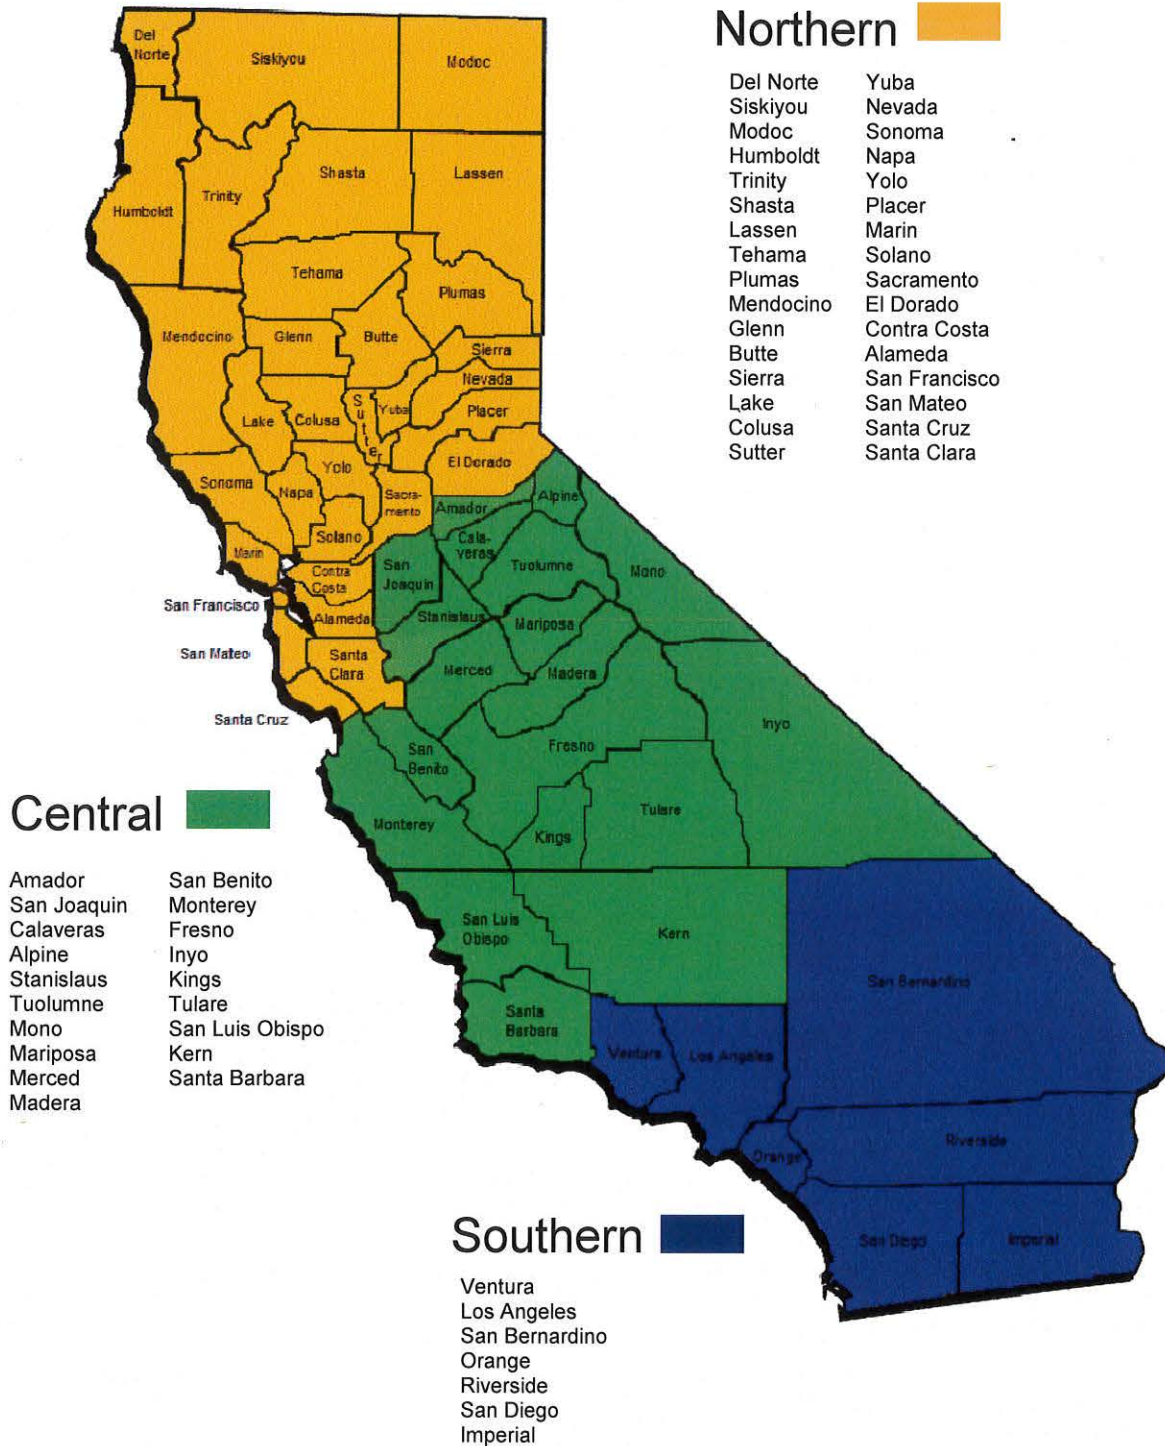 Northern
Del Norte Yuba
Siskiyou Nevada
Modoc Sonoma
Humboldt Napa
Trinity Yolo
Shasta Placer
Lassen Marin
Tehama Solano
Plumas Sacramento
Mendocino El Dorado
Glenn Contra Costa
Butte Alameda
Sierra San Francisco
Lake San Mateo
Colusa Santa Cruz
Sutter Santa Clara
Del
Norte
Siskiyou
Modoc
Shasta
Lassen
Trinity
Humboldt
Tehama
Plumas
Mendocino
Glenn
Butte
Sierra
Nevada
Lake
Colusa
Sutter
Yuba
Placer
El Dorado
Sonoma
Napa
Yolo
Sacra-
mento
Solano
Marin
Contra
Costa
San Francisco
Alameda
San Mateo
Santa
Clara
Santa Cruz
Amador
Alpine
Cala-
veras
San
Joaquin
Tuolumne
Mono
Stanislaus
Mariposa
Merced
Madera
Inyo
San
Benito
Fresno
Monterey
Kings
Tulare
San Luis
Obispo
Kern
Santa
Barbara
San Bernardino
Ventura
Los Angeles
Orange
Riverside
San Diego
Imperial
Central
Amador San Benito
San Joaquin Monterey
Calaveras Fresno
Alpine Inyo
Stanislaus Kings
Tuolumne Tulare
Mono San Luis Obispo
Mariposa Kern
Merced Santa Barbara
Madera
Southern
Ventura
Los Angeles
San Bernardino
Orange
Riverside
San Diego
Imperial